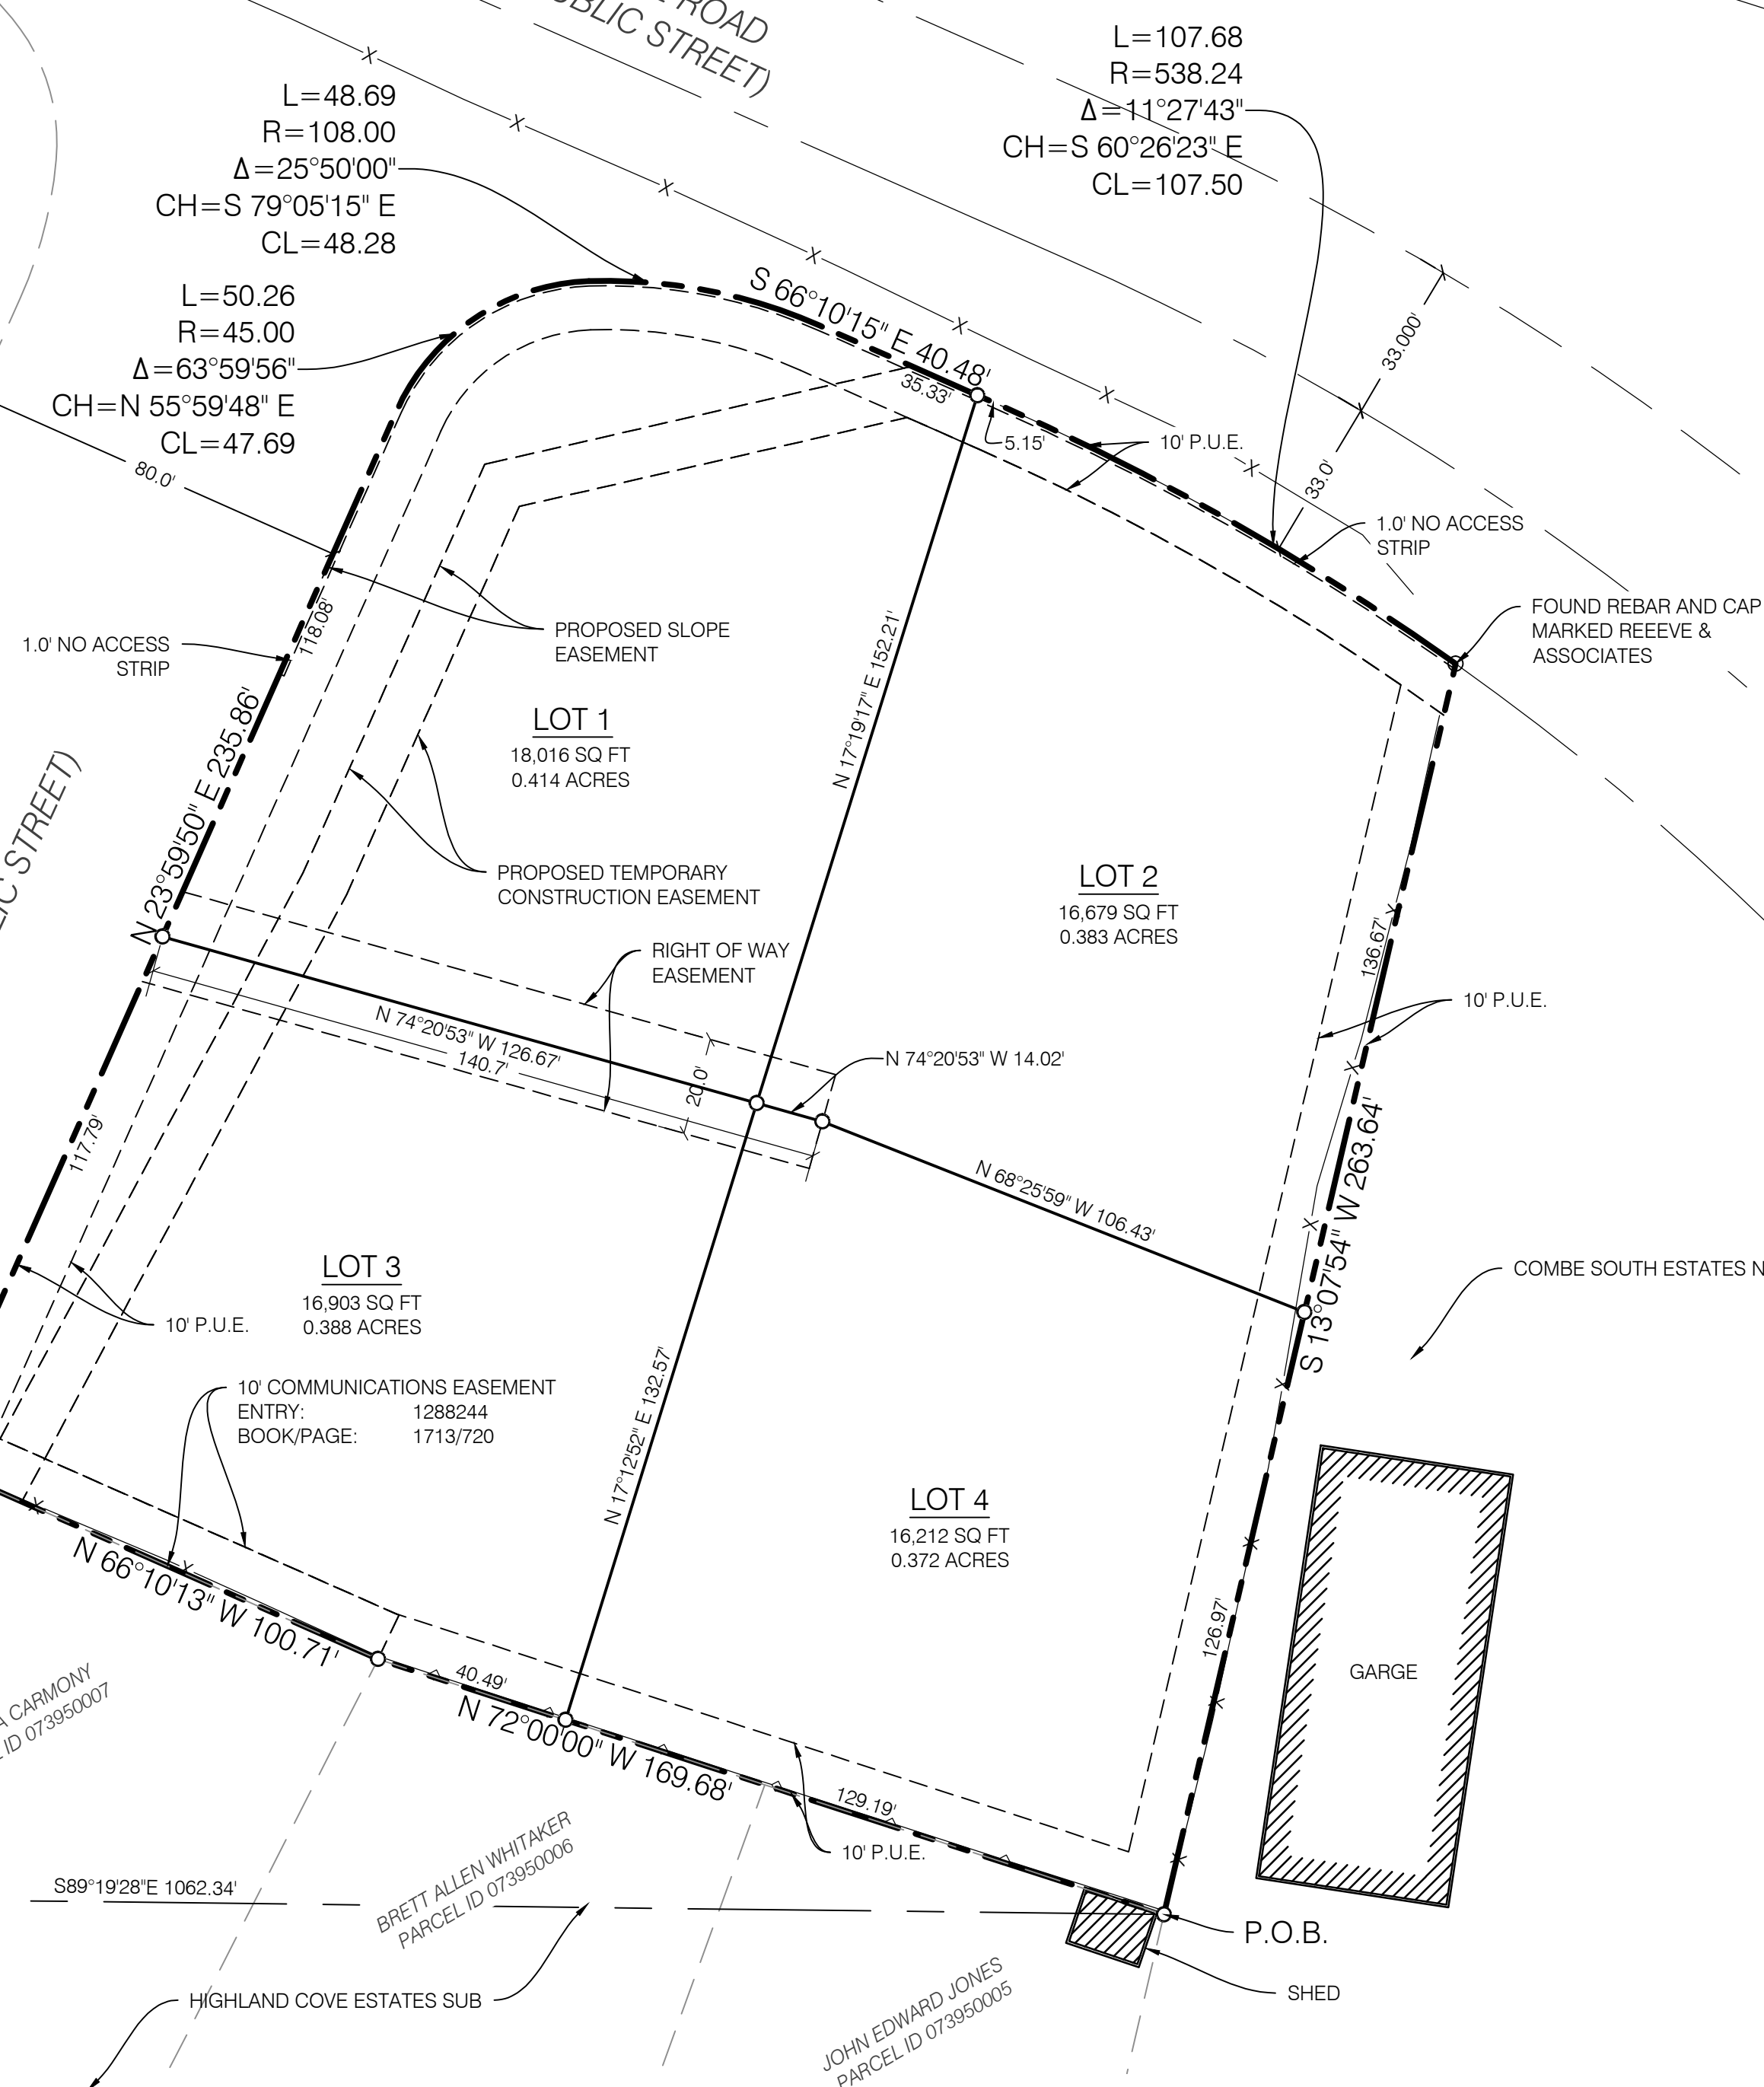 ROAD
BLIC STREET)
L=107.68
R=538.24
Δ=11°27'43"
CH=S 60°26'23" E
CL=107.50
L=48.69
R=108.00
Δ=25°50'00"
CH=S 79°05'15" E
CL=48.28
L=50.26
R=45.00
Δ=63°59'56"
CH=N 55°59'48" E
CL=47.69
S 66°10'15" E 40.48'
35.33'
5.15'
10' P.U.E.
33.000'
33.0'
80.0'
1.0' NO ACCESS
STRIP
FOUND REBAR AND CAP
MARKED REEEVE &
ASSOCIATES
118.08'
PROPOSED SLOPE
EASEMENT
1.0' NO ACCESS
STRIP
N 23°59'50" E 235.86'
LOT 1
18,016 SQ FT
0.414 ACRES
N 17°19'17" E 152.21'
LIC STREET)
PROPOSED TEMPORARY
CONSTRUCTION EASEMENT
LOT 2
16,679 SQ FT
0.383 ACRES
RIGHT OF WAY
EASEMENT
136.67'
10' P.U.E.
N 74°20'53" W 126.67'
140.7'
20.0'
N 74°20'53" W 14.02'
117.79'
N 68°25'59" W 106.43'
S 13°07'54" W 263.64'
COMBE SOUTH ESTATES N
LOT 3
16,903 SQ FT
0.388 ACRES
10' P.U.E.
10' COMMUNICATIONS EASEMENT
ENTRY: 1288244
BOOK/PAGE: 1713/720
N 17°12'52" E 132.57'
LOT 4
16,212 SQ FT
0.372 ACRES
N 66°10'13" W 100.71'
126.97'
GARGE
A CARMONY
ID 073950007
40.49'
N 72°00'00" W 169.68'
129.19'
10' P.U.E.
BRETT ALLEN WHITAKER
PARCEL ID 073950006
S89°19'28"E 1062.34'
P.O.B.
SHED
HIGHLAND COVE ESTATES SUB
JOHN EDWARD JONES
PARCEL ID 073950005